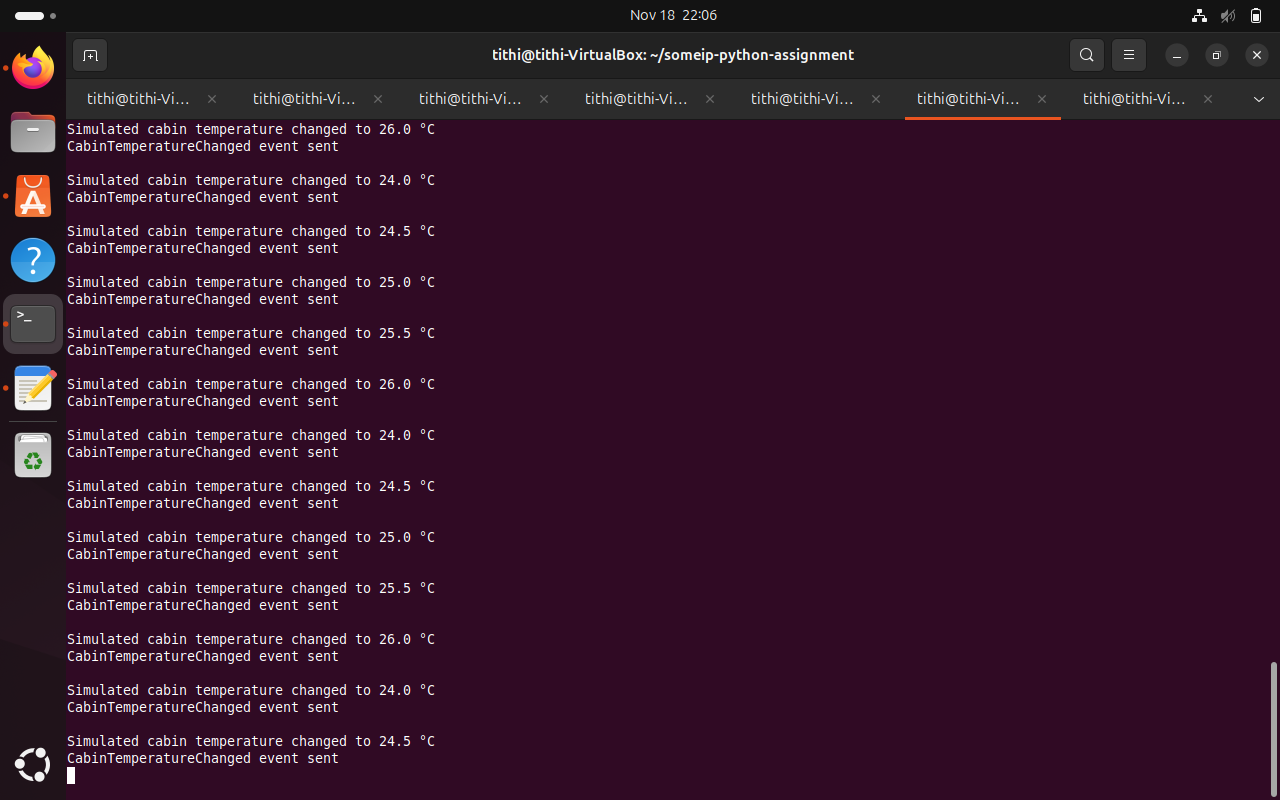 Nov 18 22:06
tithi@tithi-VirtualBox: ~/someip-python-assignment
tithi@tithi-Vi... tithi@tithi-Vi... tithi@tithi-Vi... tithi@tithi-Vi... tithi@tithi-Vi... tithi@tithi-Vi... tithi@tithi-Vi...
Simulated cabin temperature changed to 26.0 °C
CabinTemperatureChanged event sent
Simulated cabin temperature changed to 24.0 °C
CabinTemperatureChanged event sent
Simulated cabin temperature changed to 24.5 °C
CabinTemperatureChanged event sent
Simulated cabin temperature changed to 25.0 °C
CabinTemperatureChanged event sent
Simulated cabin temperature changed to 25.5 °C
CabinTemperatureChanged event sent
Simulated cabin temperature changed to 26.0 °C
CabinTemperatureChanged event sent
Simulated cabin temperature changed to 24.0 °C
CabinTemperatureChanged event sent
Simulated cabin temperature changed to 24.5 °C
CabinTemperatureChanged event sent
Simulated cabin temperature changed to 25.0 °C
CabinTemperatureChanged event sent
Simulated cabin temperature changed to 25.5 °C
CabinTemperatureChanged event sent
Simulated cabin temperature changed to 26.0 °C
CabinTemperatureChanged event sent
Simulated cabin temperature changed to 24.0 °C
CabinTemperatureChanged event sent
Simulated cabin temperature changed to 24.5 °C
CabinTemperatureChanged event sent